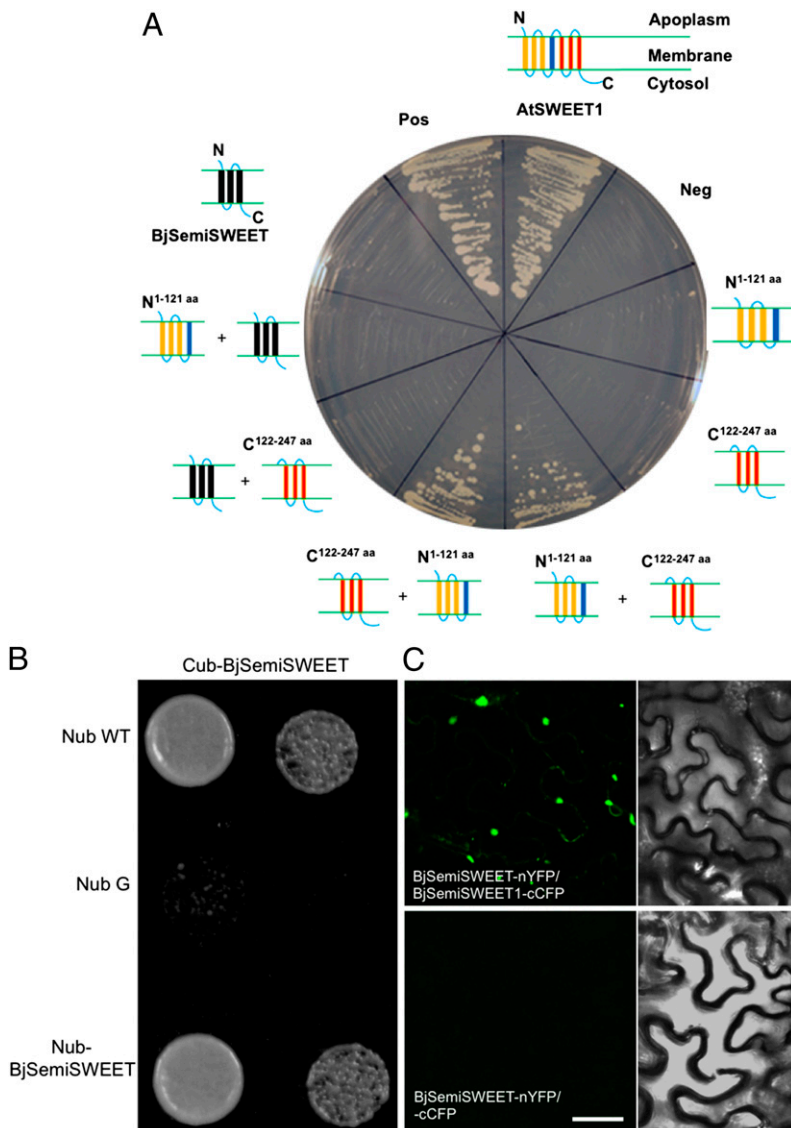 A
N
Apoplasm
Membrane
Cytosol
C
AtSWEET1
Pos
Neg
N
C
BjSemiSWEET
N1-121 aa
+
N1-121 aa
C122-247 aa
+
C122-247 aa
C122-247 aa
+
N1-121 aa
N1-121 aa
+
C122-247 aa
B
Cub-BjSemiSWEET
Nub WT
Nub G
Nub-
BjSemiSWEET
C
BjSemiSWEET-nYFP/
BjSemiSWEET1-cCFP
BjSemiSWEET-nYFP/
-cCFP